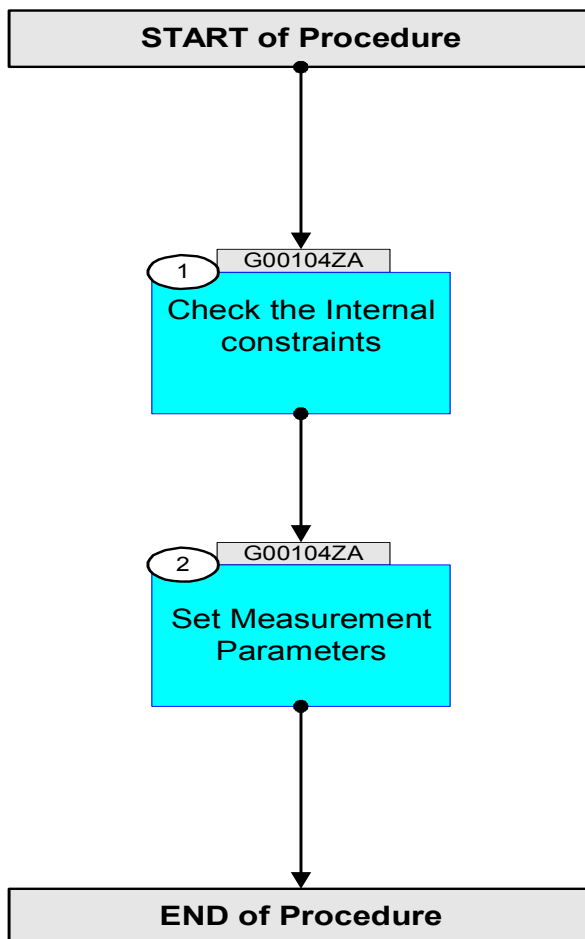 START of Procedure
G00104ZA
1
Check the Internal
constraints
G00104ZA
2
Set Measurement
Parameters
END of Procedure